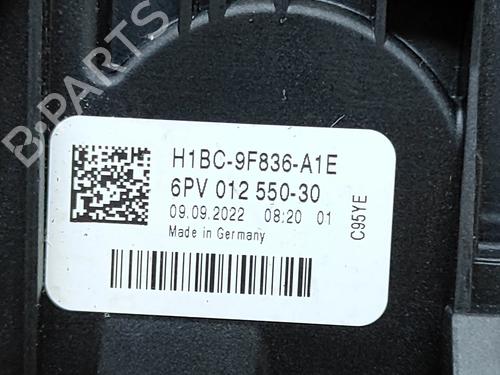 B-PARTS
H1BC-9F836-A1E
6PV 012 550-30
09.09.2022 08:20 01
Made in Germany
C95YE